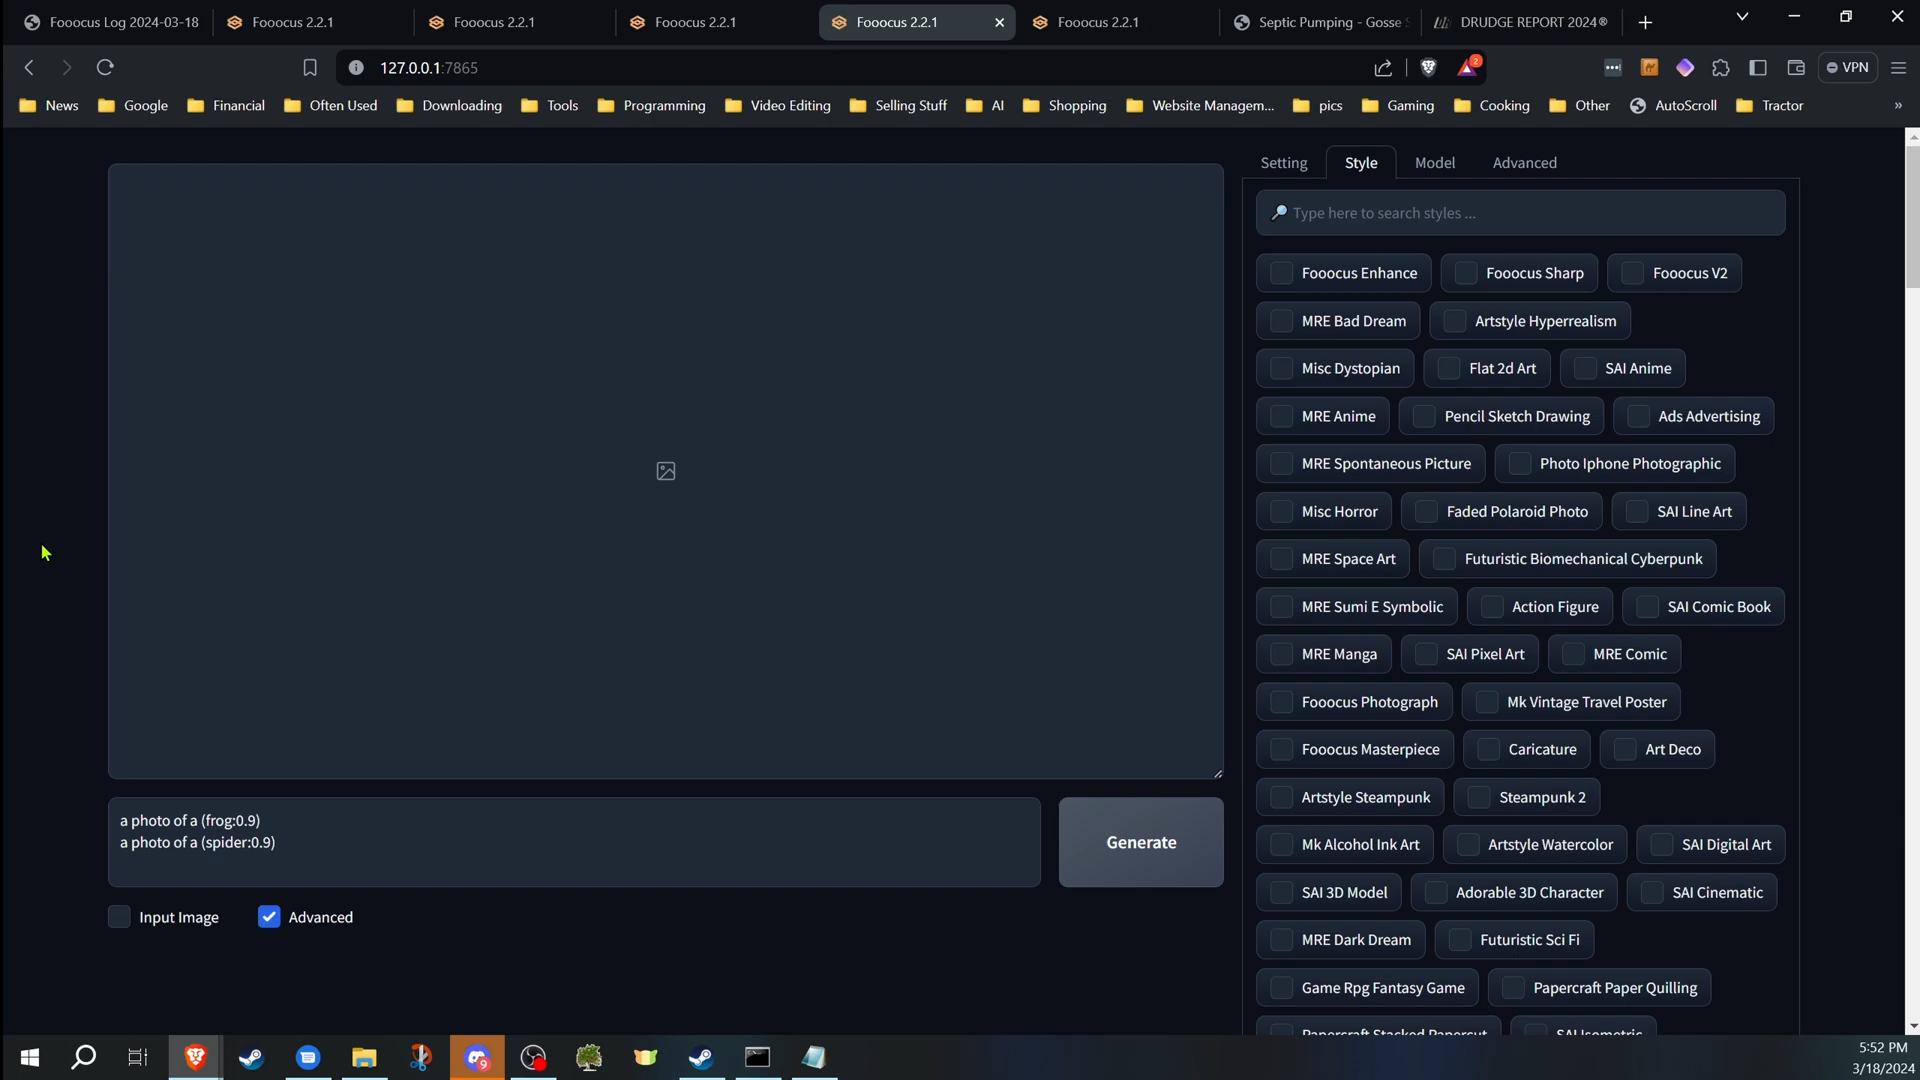 Fooocus Log 2024-03-18
Fooocus 2.2.1
Fooocus 2.2.1
Fooocus 2.2.1
Fooocus 2.2.1
Fooocus 2.2.1
Septic Pumping - Gosse
DRUDGE REPORT 2024®
127.0.0.1:7865
2
VPN
News
Google
Financial
Often Used
Downloading
Tools
Programming
Video Editing
Selling Stuff
AI
Shopping
Website Managem...
pics
Gaming
Cooking
Other
AutoScroll
Tractor
»
Setting
Style
Model
Advanced
Type here to search styles ...
Fooocus Enhance
Fooocus Sharp
Fooocus V2
MRE Bad Dream
Artstyle Hyperrealism
Misc Dystopian
Flat 2d Art
SAI Anime
MRE Anime
Pencil Sketch Drawing
Ads Advertising
MRE Spontaneous Picture
Photo Iphone Photographic
Misc Horror
Faded Polaroid Photo
SAI Line Art
MRE Space Art
Futuristic Biomechanical Cyberpunk
MRE Sumi E Symbolic
Action Figure
SAI Comic Book
MRE Manga
SAI Pixel Art
MRE Comic
Fooocus Photograph
Mk Vintage Travel Poster
Fooocus Masterpiece
Caricature
Art Deco
Artstyle Steampunk
Steampunk 2
Mk Alcohol Ink Art
Artstyle Watercolor
SAI Digital Art
SAI 3D Model
Adorable 3D Character
SAI Cinematic
MRE Dark Dream
Futuristic Sci Fi
Game Rpg Fantasy Game
Papercraft Paper Quilling
Papercraft Stacked Papercut
SAI Isometric
a photo of a (frog:0.9)
a photo of a (spider:0.9)
Generate
Input Image
Advanced
9
5:52 PM
3/18/2024